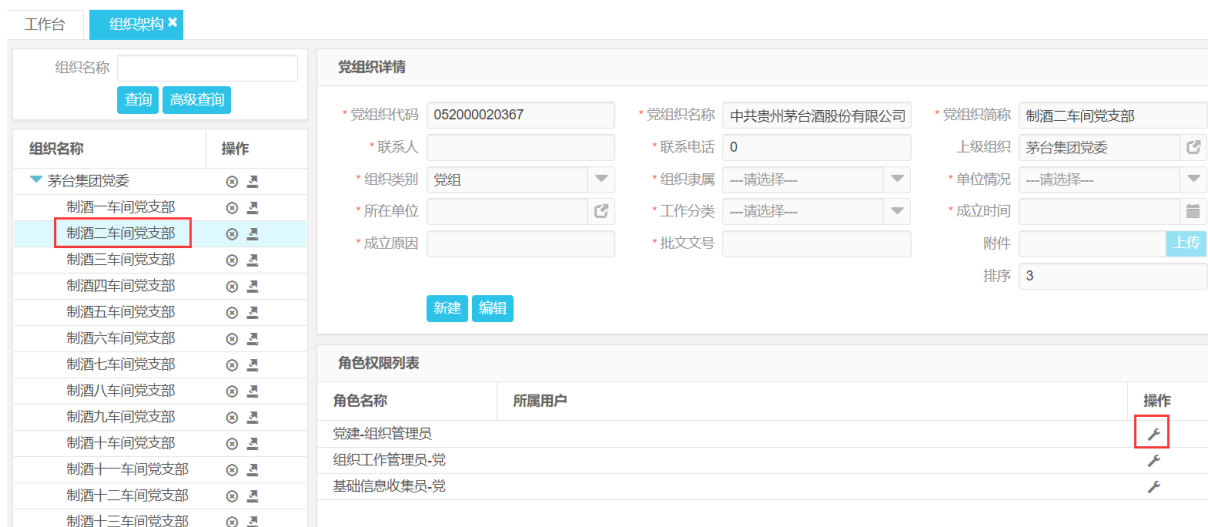 工作台 组织架构
组织名称
查询 高级查询
组织名称 操作
茅台集团党委
制酒一车间党支部
制酒二车间党支部
制酒三车间党支部
制酒四车间党支部
制酒五车间党支部
制酒六车间党支部
制酒七车间党支部
制酒八车间党支部
制酒九车间党支部
制酒十车间党支部
制酒十一车间党支部
制酒十二车间党支部
制酒十三车间党支部
党组织详情
* 党组织代码 052000020367 * 党组织名称 中共贵州茅台酒股份有限公司 * 党组织简称 制酒二车间党支部
* 联系人 * 联系电话 0 上级组织 茅台集团党委
* 组织类别 党组 * 组织隶属 ---请选择--- * 单位情况 ---请选择---
* 所在单位 * 工作分类 ---请选择--- * 成立时间
* 成立原因 * 批文文号 附件 上传
排序 3
新建 编辑
角色权限列表
角色名称 所属用户 操作
党建-组织管理员
组织工作管理员-党
基础信息收集员-党